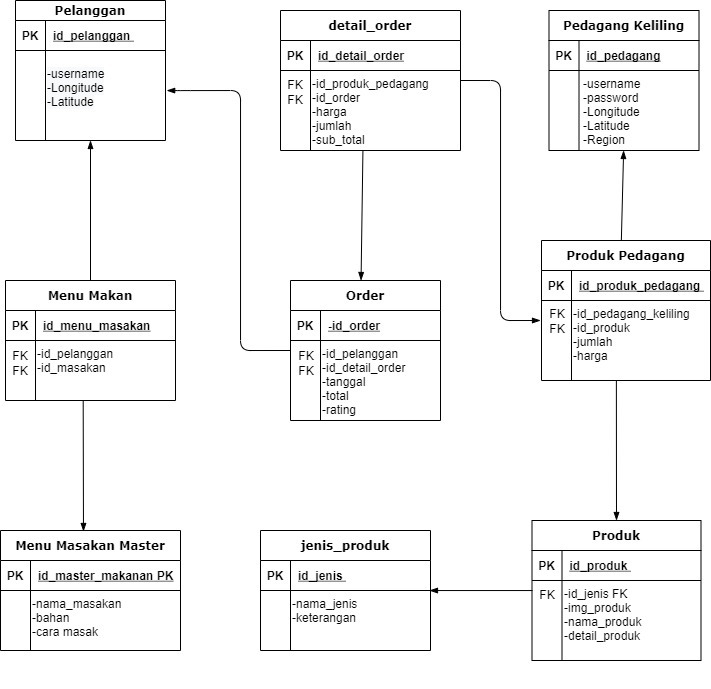 Pelanggan
PK id_pelanggan
-username
-Longitude
-Latitude
detail_order
PK id_detail_order
FK -id_produk_pedagang
FK -id_order
-harga
-jumlah
-sub_total
Pedagang Keliling
PK id_pedagang
-username
-password
-Longitude
-Latitude
-Region
Menu Makan
PK id_menu_masakan
FK -id_pelanggan
FK -id_masakan
Order
PK -id_order
FK -id_pelanggan
FK -id_detail_order
-tanggal
-total
-rating
Produk Pedagang
PK id_produk_pedagang
FK -id_pedagang_keliling
FK -id_produk
-jumlah
-harga
Menu Masakan Master
PK id_master_makanan PK
-nama_masakan
-bahan
-cara masak
jenis_produk
PK id_jenis
-nama_jenis
-keterangan
Produk
PK id_produk
FK -id_jenis FK
-img_produk
-nama_produk
-detail_produk